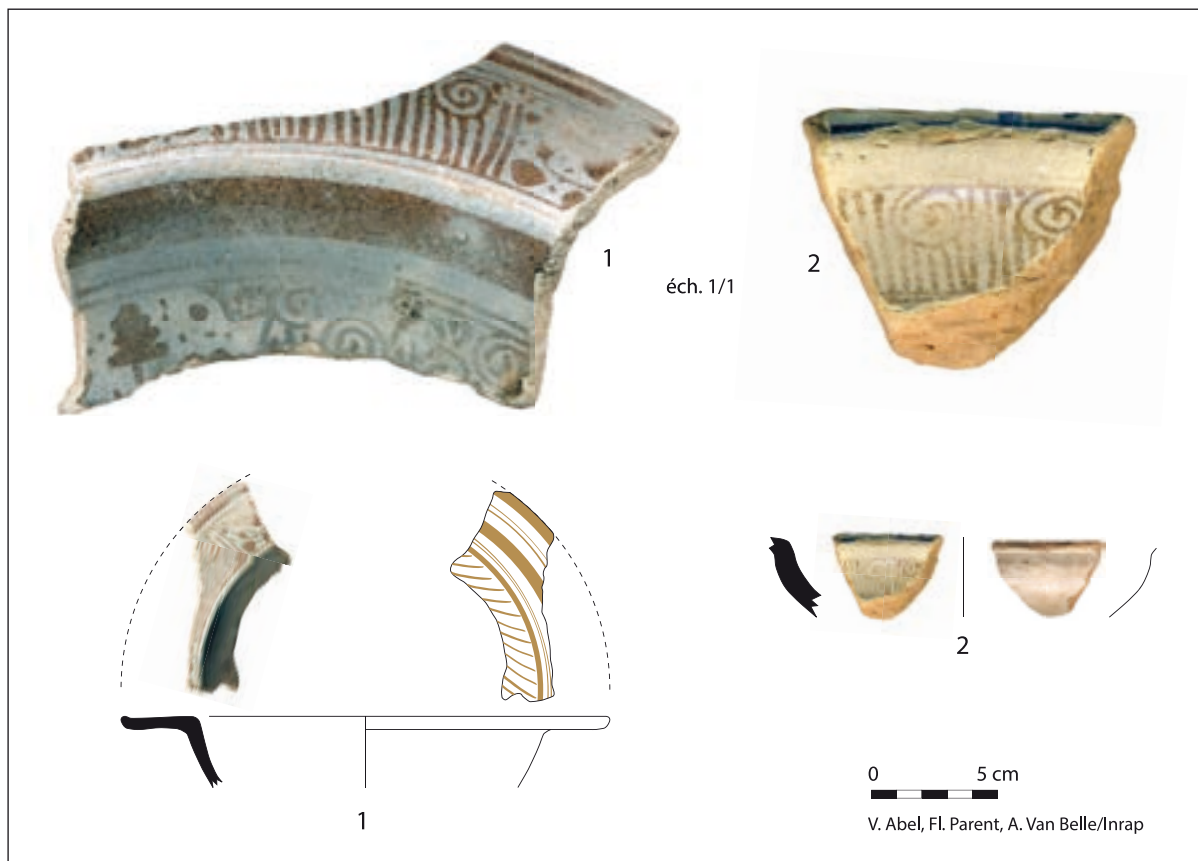 1
éch. 1/1
2
1
2
0 5 cm
V. Abel, Fl. Parent, A. Van Belle/Inrap